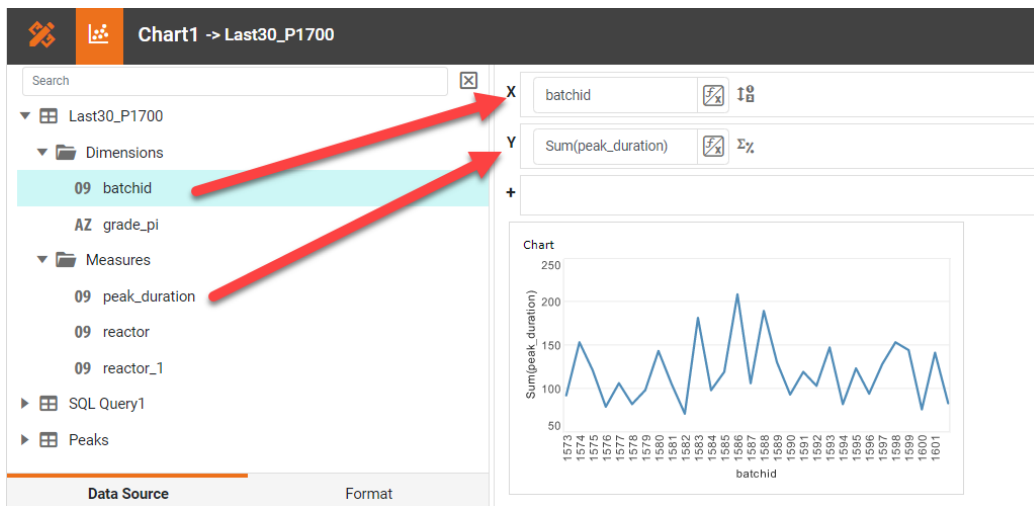 Chart1 -> Last30_P1700
Search
Last30_P1700
Dimensions
09 batchid
AZ grade_pi
Measures
09 peak_duration
09 reactor
09 reactor_1
SQL Query1
Peaks
Data Source Format
X batchid
Y Sum(peak_duration)
+
Chart
Sum(peak_duration)
250
200
150
100
50
1573 1574 1575 1576 1577 1578 1579 1580 1581 1582 1583 1584 1585 1586 1587 1588 1589 1590 1591 1592 1593 1594 1595 1596 1597 1598 1599 1600 1601
batchid